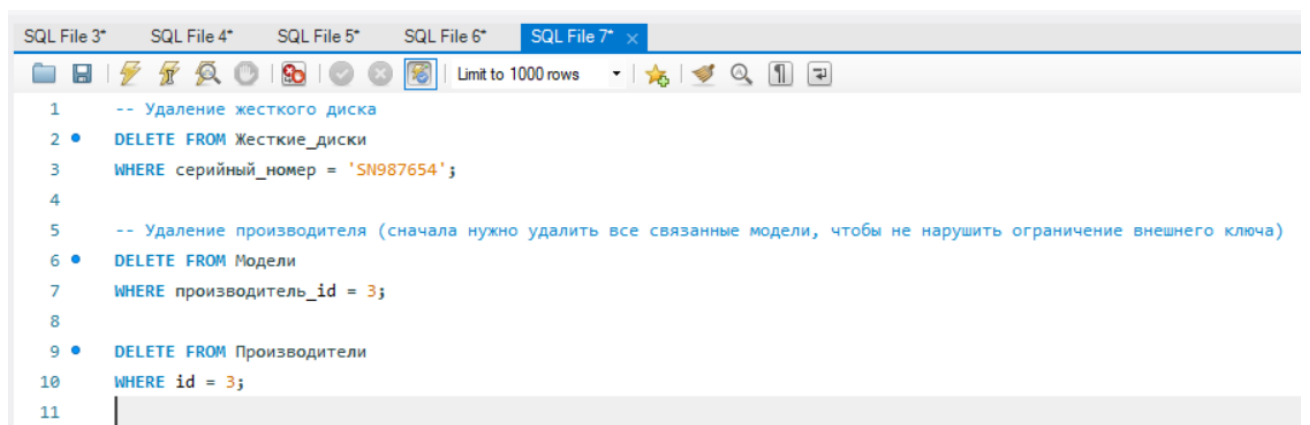 SQL File 3* SQL File 4* SQL File 5* SQL File 6* SQL File 7* ×
Limit to 1000 rows
1 -- Удаление жесткого диска
2 DELETE FROM Жесткие_диски
3 WHERE серийный_номер = 'SN987654';
4
5 -- Удаление производителя (сначала нужно удалить все связанные модели, чтобы не нарушить ограничение внешнего ключа)
6 DELETE FROM Модели
7 WHERE производитель_id = 3;
8
9 DELETE FROM Производители
10 WHERE id = 3;
11